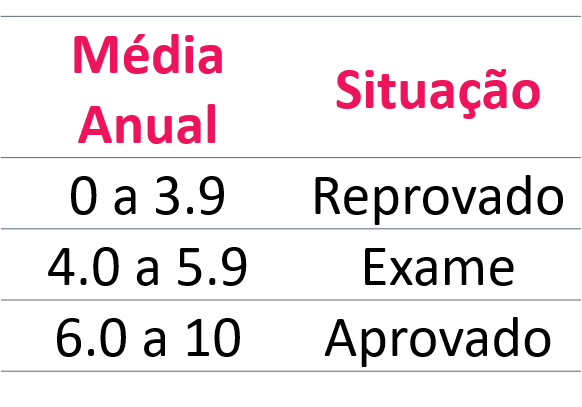 Média Anual Situação
0 a 3.9 Reprovado
4.0 a 5.9 Exame
6.0 a 10 Aprovado